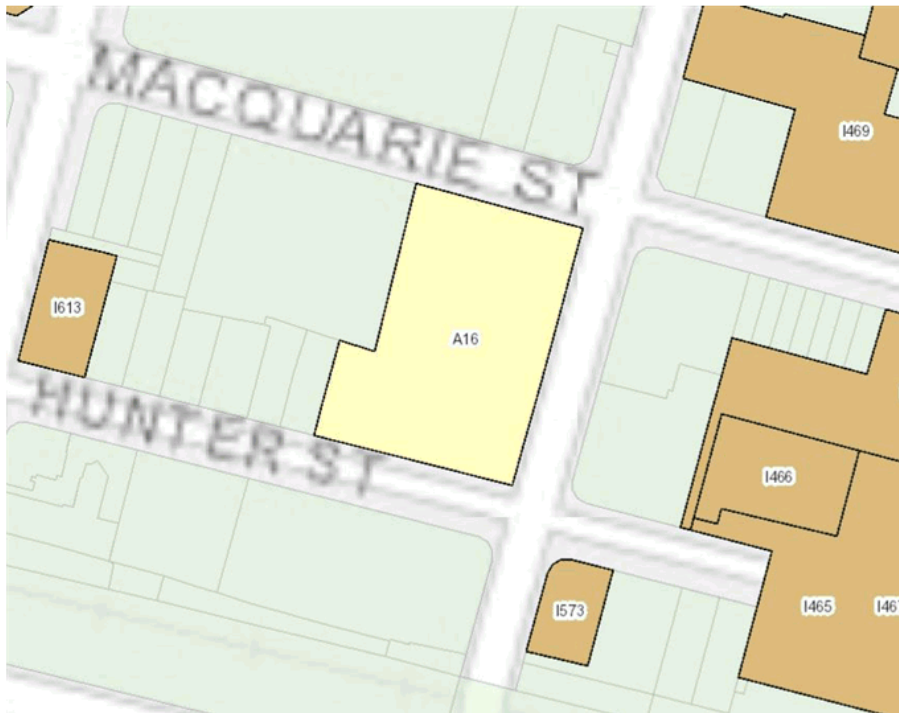 MACQUARIE ST
I469
I613
A16
HUNTER ST
I466
I573
I465